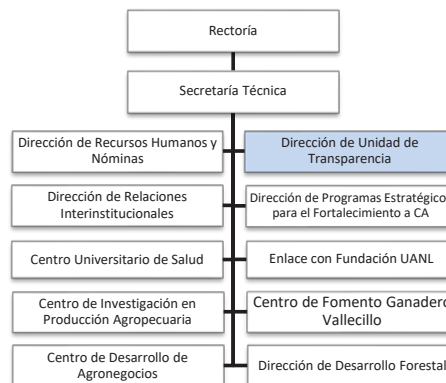 Rectoría
Secretaría Técnica
Dirección de Recursos Humanos y
Nóminas
Dirección de Unidad de
Transparencia
Dirección de Relaciones
Interinstitucionales
Dirección de Programas Estratégico
para el Fortalecimiento a CA
Centro Universitario de Salud
Enlace con Fundación UANL
Centro de Investigación en
Producción Agropecuaria
Centro de Fomento Ganadero
Vallecillo
Centro de Desarrollo de
Agronegocios
Dirección de Desarrollo Forestal